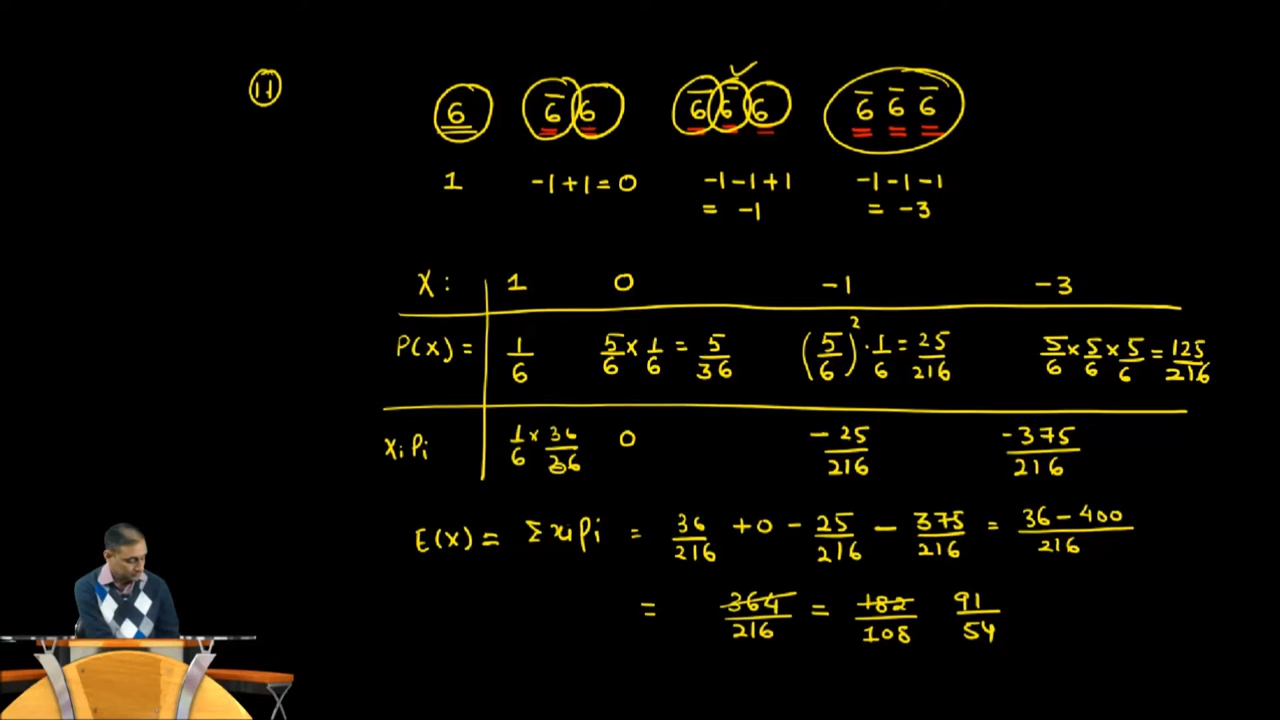 11
6 6̅ 6 6̅ 6̅ 6 6̅ 6̅ 6̅
1 -1+1=0 -1-1+1 -1-1-1
= -1 = -3
X: 1 0 -1 -3
P(X)= 1/6 5/6 × 1/6 = 5/36 (5/6)² · 1/6 = 25/216 5/6 × 5/6 × 5/6 = 125/216
xᵢ pᵢ 1/6 × 36/36 0 -25/216 -375/216
E(X) = Σxᵢpᵢ = 36/216 + 0 - 25/216 - 375/216 = 36-400/216
= 364/216 = 182/108 91/54